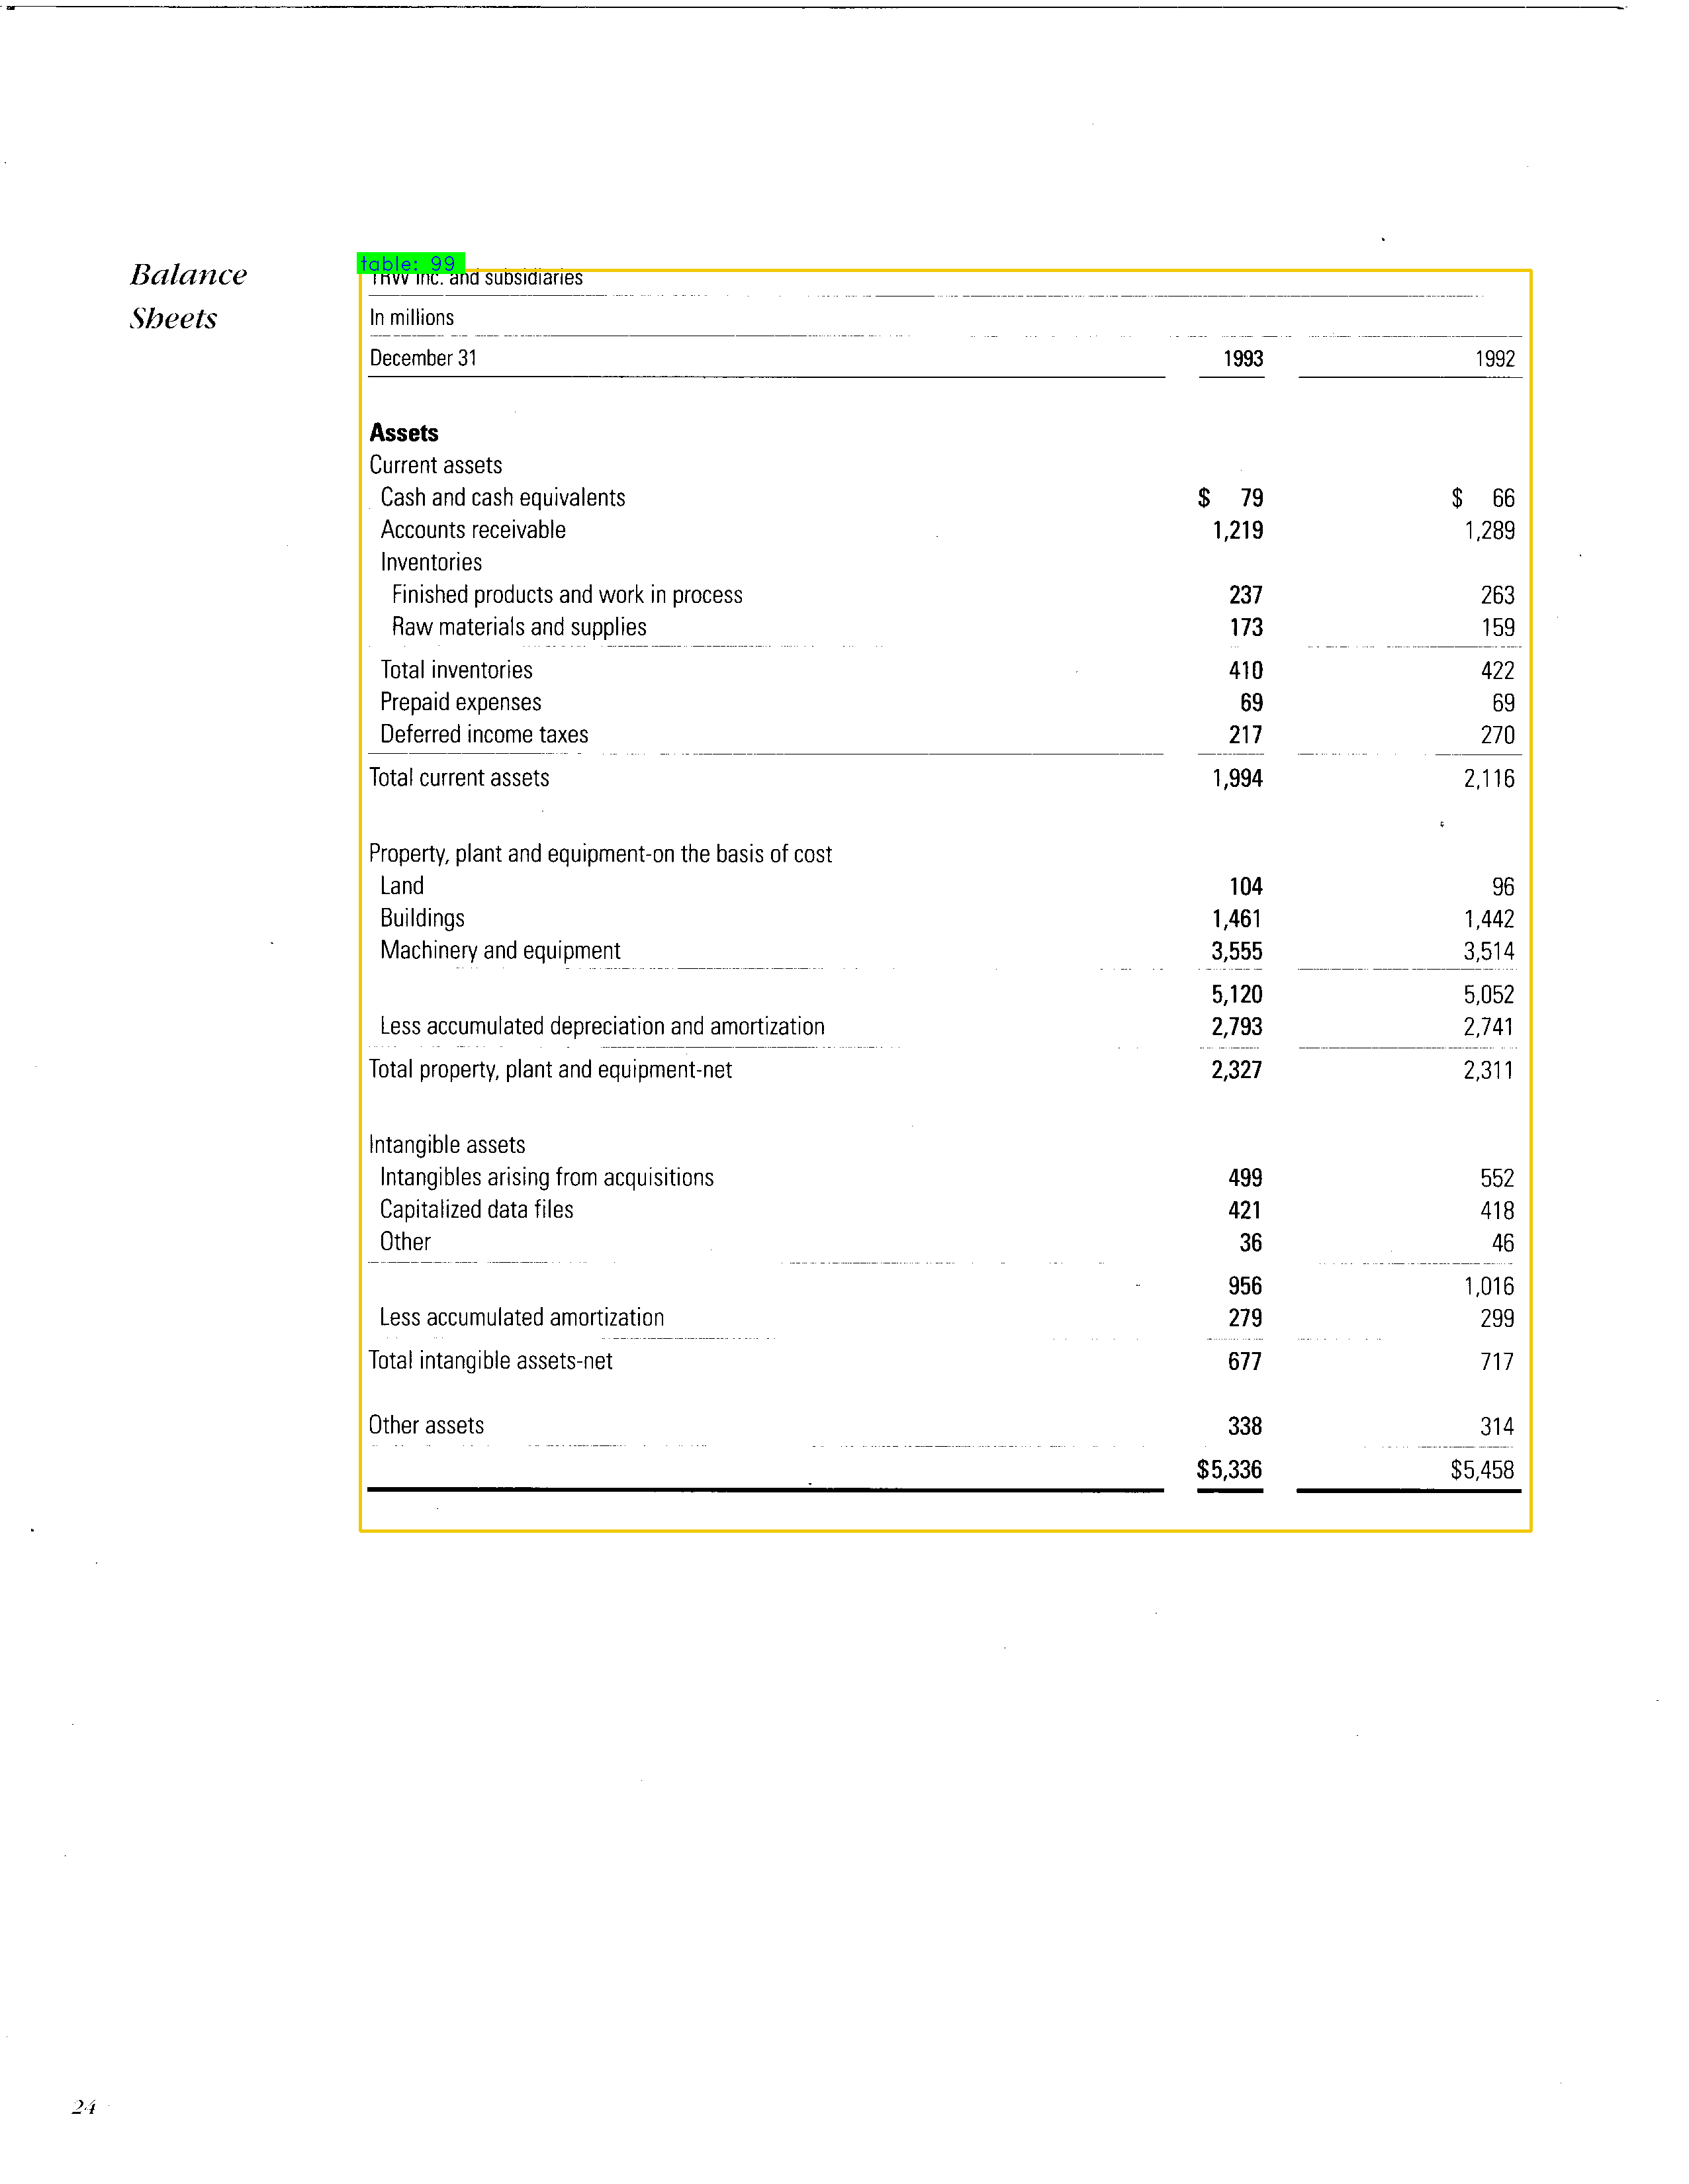 Balance
Sheets
table: 99
TRW Inc. and subsidiaries
In millions
December 31 1993 1992
Assets
Current assets
Cash and cash equivalents $ 79 $ 66
Accounts receivable 1,219 1,289
Inventories
Finished products and work in process 237 263
Raw materials and supplies 173 159
Total inventories 410 422
Prepaid expenses 69 69
Deferred income taxes 217 270
Total current assets 1,994 2,116
Property, plant and equipment-on the basis of cost
Land 104 96
Buildings 1,461 1,442
Machinery and equipment 3,555 3,514
5,120 5,052
Less accumulated depreciation and amortization 2,793 2,741
Total property, plant and equipment-net 2,327 2,311
Intangible assets
Intangibles arising from acquisitions 499 552
Capitalized data files 421 418
Other 36 46
956 1,016
Less accumulated amortization 279 299
Total intangible assets-net 677 717
Other assets 338 314
$5,336 $5,458
24